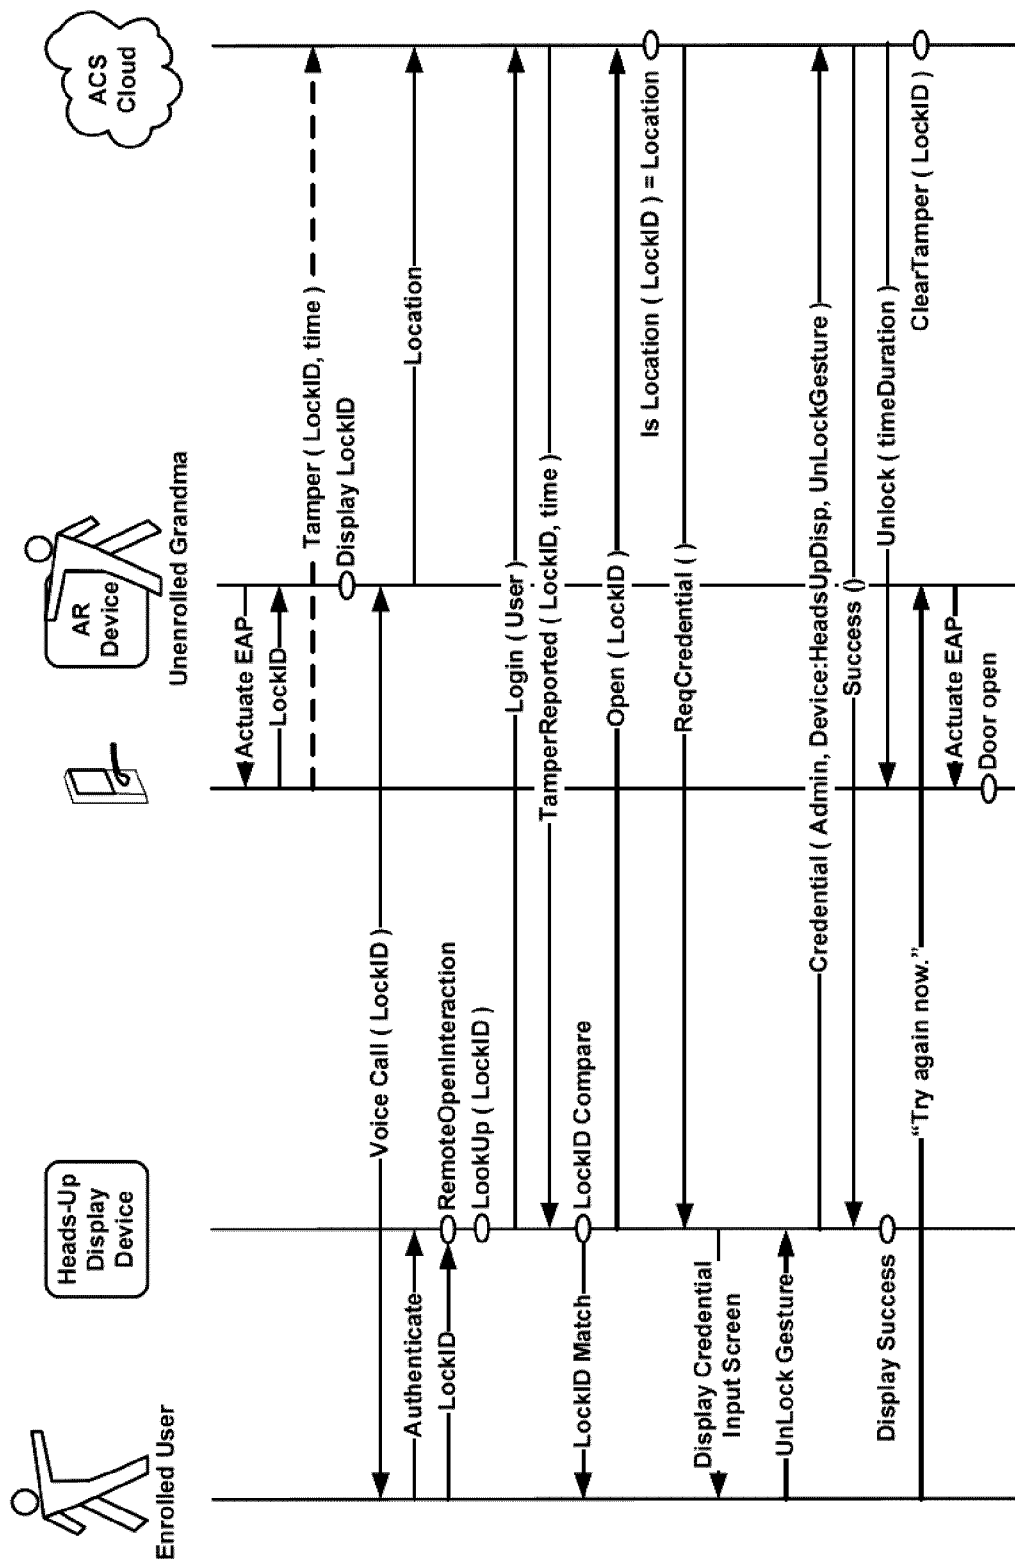 Enrolled User
Heads-Up
Display
Device
AR
Device
Unenrolled Grandma
ACS
Cloud
Actuate EAP
LockID
Tamper ( LockID, time )
Display LockID
Voice Call ( LockID )
Authenticate
Location
LockID
RemoteOpenInteraction
LookUp ( LockID )
Login ( User )
TamperReported ( LockID, time )
LockID Match
LockID Compare
Open ( LockID )
Is Location ( LockID ) = Location
ReqCredential ( )
Display Credential
Input Screen
UnLock Gesture
Credential ( Admin, Device:HeadsUpDisp, UnLockGesture )
Success ()
Display Success
Unlock ( timeDuration )
“Try again now.”
ClearTamper ( LockID )
Actuate EAP
Door open